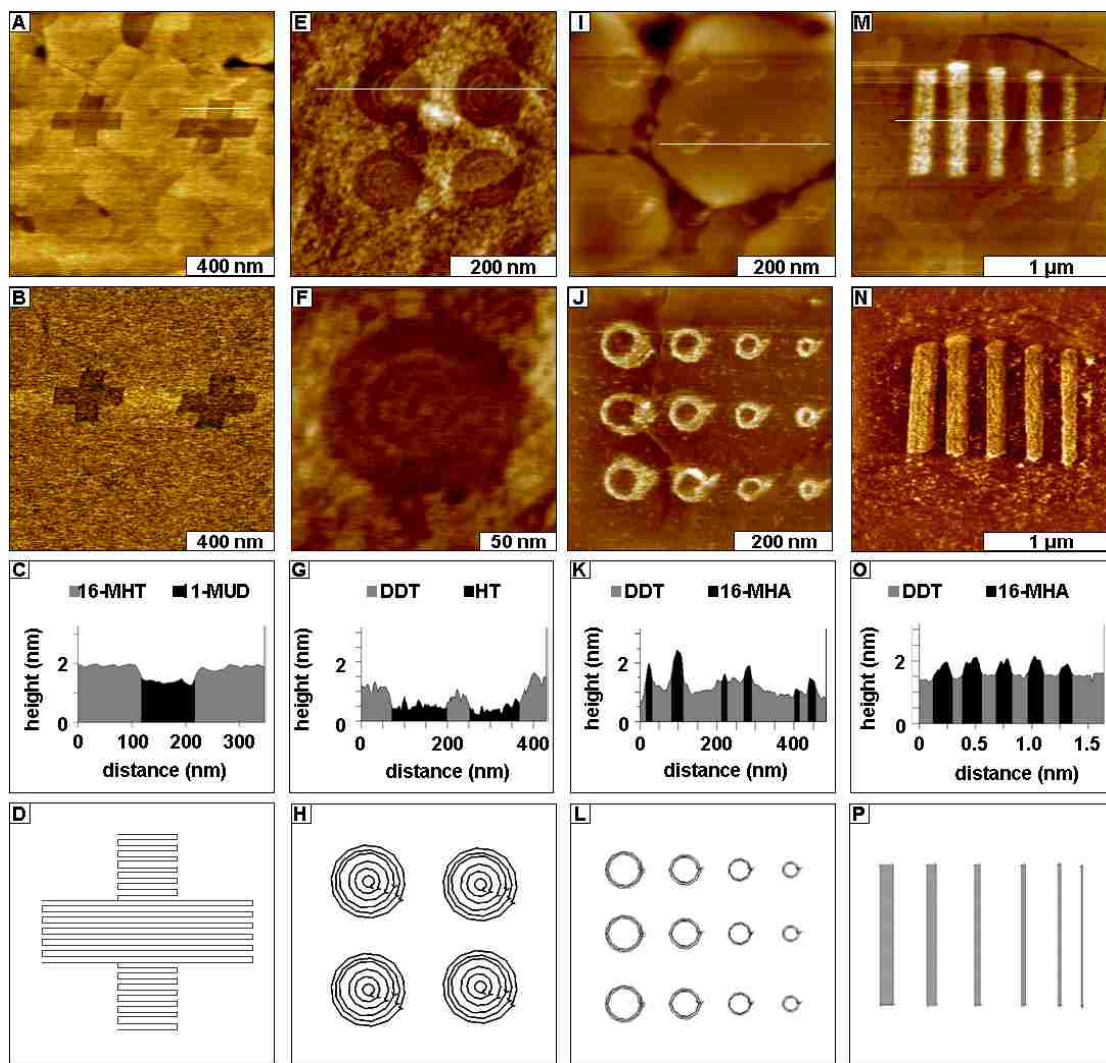 A E I M
400 nm 200 nm 200 nm 1 µm
B F J N
400 nm 50 nm 200 nm 1 µm
C G K O
16-MHT 11-MUD DDT HT DDT 16-MHA DDT 16-MHA
height (nm) height (nm) height (nm) height (nm)
2 2 2 2
0 0 0 0
0 100 200 300 0 200 400 0 200 400 0 0.5 1.0 1.5
distance (nm) distance (nm) distance (nm) distance (nm)
D H L P